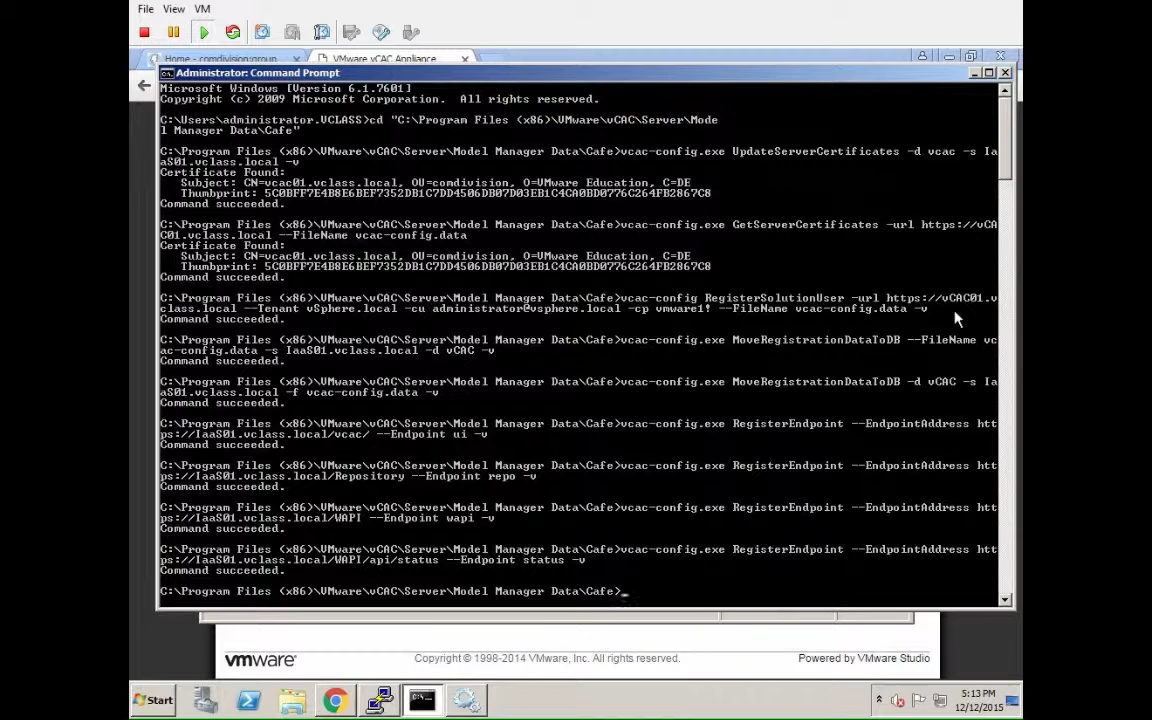 File View VM
Home - comdivision:group
VMware vCAC Appliance
Administrator: Command Prompt
Microsoft Windows [Version 6.1.7601]
Copyright (c) 2009 Microsoft Corporation.  All rights reserved.
C:\Users\administrator.VCLASS>cd "C:\Program Files (x86)\VMware\vCAC\Server\Mode
l Manager Data\Cafe"
C:\Program Files (x86)\VMware\vCAC\Server\Model Manager Data\Cafe>vcac-config.exe UpdateServerCertificates -d vcac -s Ia
aS01.vclass.local -v
Certificate Found:
Subject: CN=vcac01.vclass.local, OU=comdivision, O=VMware Education, C=DE
Thumbprint: 5C0BFF7E4B8E6BEF7352DB1C7DD4506DB07D03EB1C4CA0BD0776C264FB2867C8
Command succeeded.
C:\Program Files (x86)\VMware\vCAC\Server\Model Manager Data\Cafe>vcac-config.exe GetServerCertificates -url https://vCA
C01.vclass.local --FileName vcac-config.data
Certificate Found:
Subject: CN=vcac01.vclass.local, OU=comdivision, O=VMware Education, C=DE
Thumbprint: 5C0BFF7E4B8E6BEF7352DB1C7DD4506DB07D03EB1C4CA0BD0776C264FB2867C8
Command succeeded.
C:\Program Files (x86)\VMware\vCAC\Server\Model Manager Data\Cafe>vcac-config RegisterSolutionUser -url https://vCAC01.v
class.local --Tenant vSphere.local -cu administrator@vsphere.local -cp vmware1! --FileName vcac-config.data -v
Command succeeded.
C:\Program Files (x86)\VMware\vCAC\Server\Model Manager Data\Cafe>vcac-config.exe MoveRegistrationDataToDB --FileName vc
ac-config.data -s IaaS01.vclass.local -d vCAC -v
Command succeeded.
C:\Program Files (x86)\VMware\vCAC\Server\Model Manager Data\Cafe>vcac-config.exe MoveRegistrationDataToDB -d vCAC -s Ia
aS01.vclass.local -f vcac-config.data -v
Command succeeded.
C:\Program Files (x86)\VMware\vCAC\Server\Model Manager Data\Cafe>vcac-config.exe RegisterEndpoint --EndpointAddress htt
ps://IaaS01.vclass.local/vcac/ --Endpoint ui -v
Command succeeded.
C:\Program Files (x86)\VMware\vCAC\Server\Model Manager Data\Cafe>vcac-config.exe RegisterEndpoint --EndpointAddress htt
ps://IaaS01.vclass.local/Repository --Endpoint repo -v
Command succeeded.
C:\Program Files (x86)\VMware\vCAC\Server\Model Manager Data\Cafe>vcac-config.exe RegisterEndpoint --EndpointAddress htt
ps://IaaS01.vclass.local/WAPI --Endpoint wapi -v
Command succeeded.
C:\Program Files (x86)\VMware\vCAC\Server\Model Manager Data\Cafe>vcac-config.exe RegisterEndpoint --EndpointAddress htt
ps://IaaS01.vclass.local/WAPI/api/status --Endpoint status -v
Command succeeded.
C:\Program Files (x86)\VMware\vCAC\Server\Model Manager Data\Cafe>_
vmware Copyright © 1998-2014 VMware, Inc. All rights reserved. Powered by VMware Studio
Start
5:13 PM
12/12/2015